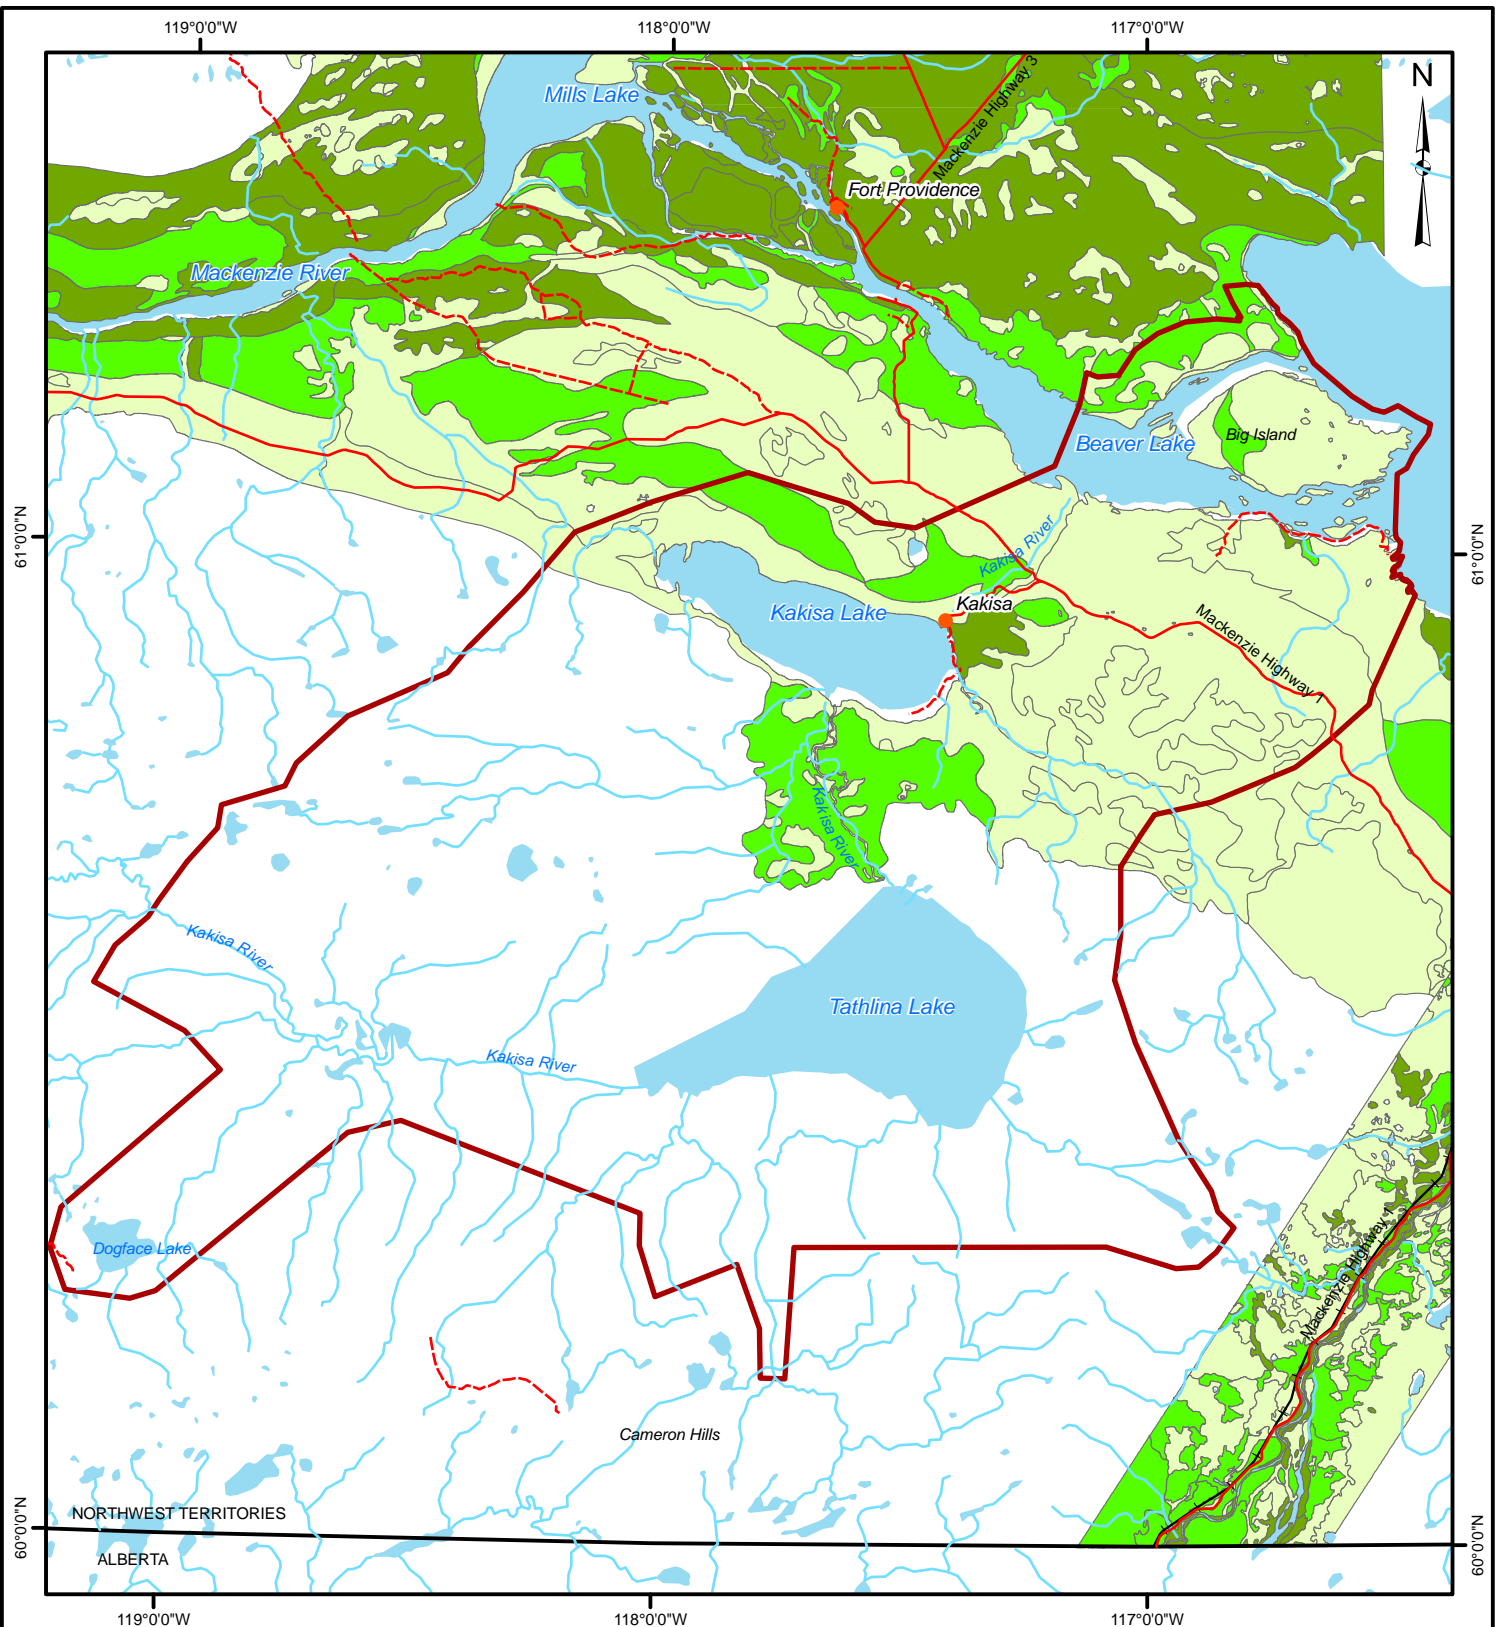 119°0'0"W
118°0'0"W
117°0'0"W
N
Mills Lake
Mackenzie Highway 3
Fort Providence
Mackenzie River
Big Island
Beaver Lake
61°0'0"N
61°0'0"N
Kakisa River
Kakisa
Kakisa Lake
Mackenzie Highway 1
Kakisa River
Kakisa River
Tathlina Lake
Kakisa River
Dogface Lake
Mackenzie Highway 1
Cameron Hills
NORTHWEST TERRITORIES
60°0'0"N
60°0'0"N
ALBERTA
119°0'0"W
118°0'0"W
117°0'0"W